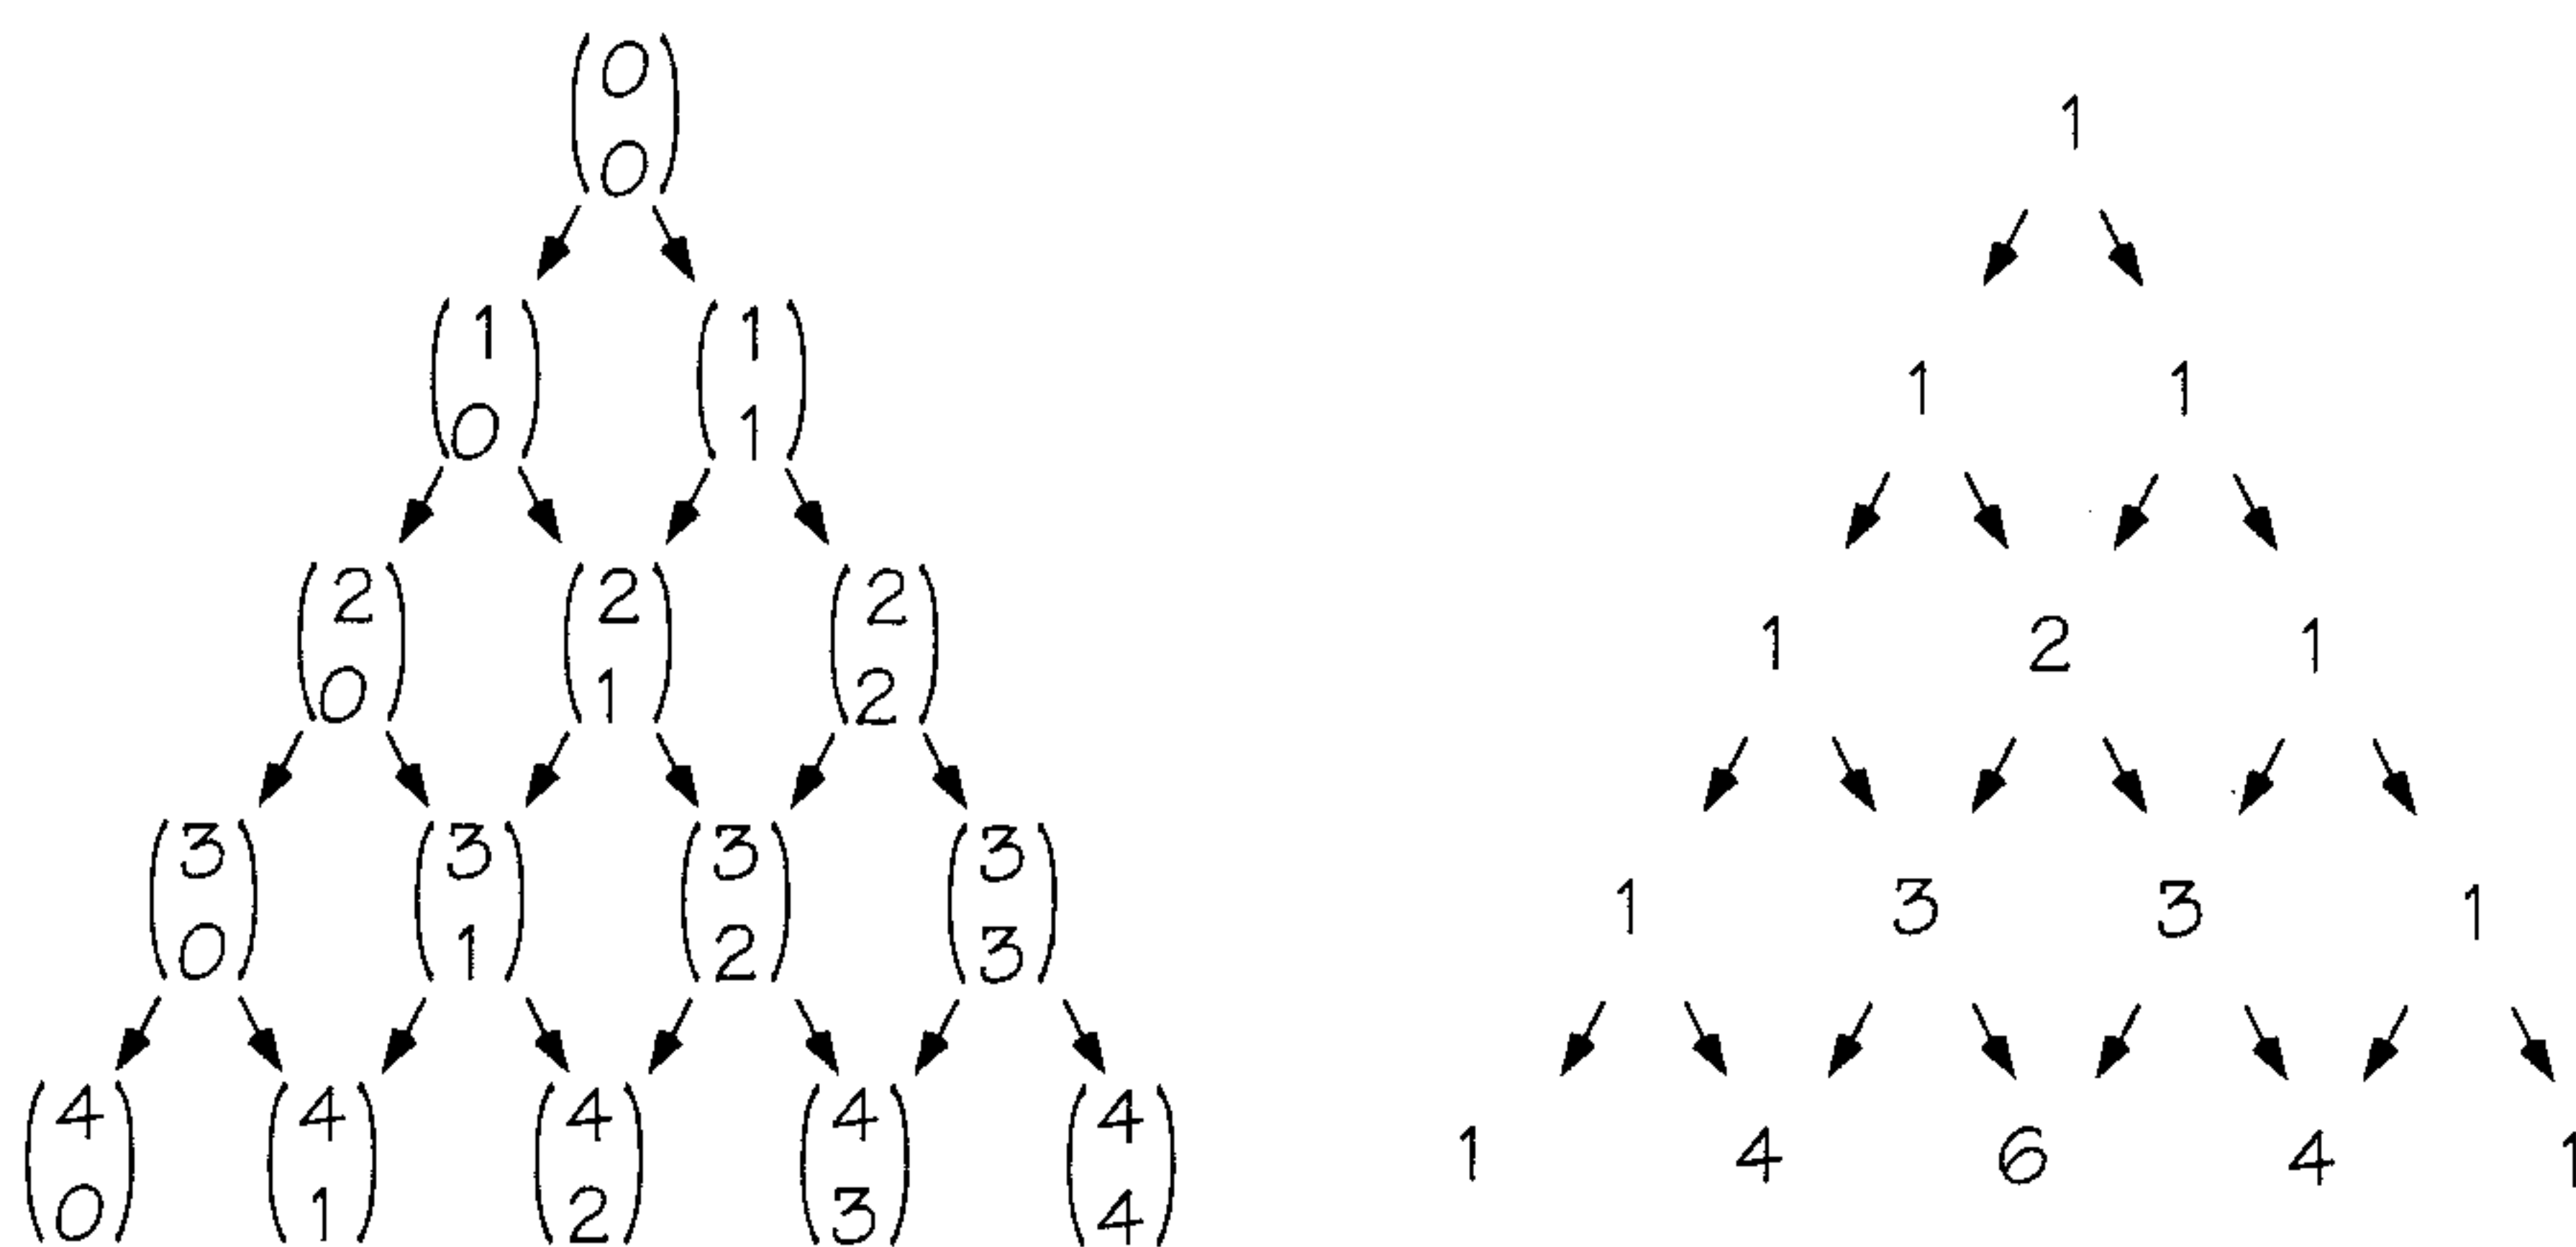 (0 0) 1
(1 0) (1 1) 1 1
(2 0) (2 1) (2 2) 1 2 1
(3 0) (3 1) (3 2) (3 3) 1 3 3 1
(4 0) (4 1) (4 2) (4 3) (4 4) 1 4 6 4 1